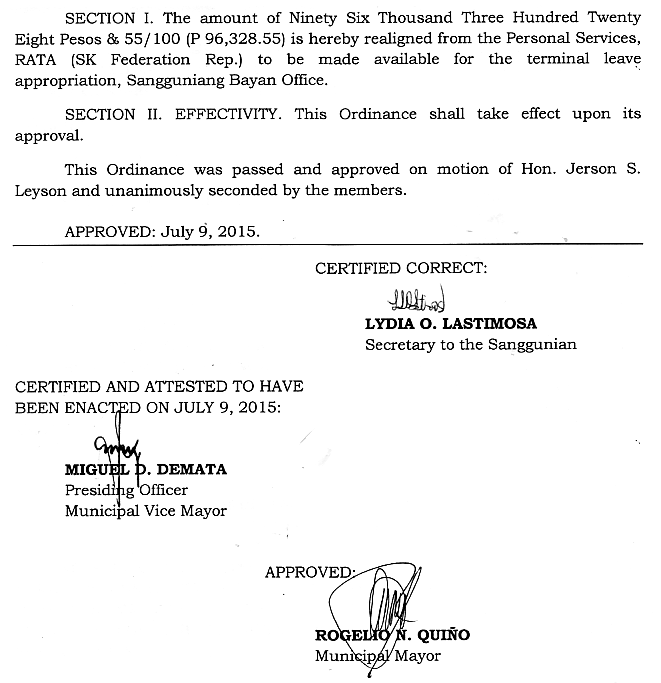 SECTION I. The amount of Ninety Six Thousand Three Hundred Twenty
Eight Pesos & 55/100 (P 96,328.55) is hereby realigned from the Personal Services,
RATA (SK Federation Rep.) to be made available for the terminal leave
appropriation, Sangguniang Bayan Office.
SECTION II. EFFECTIVITY. This Ordinance shall take effect upon its
approval.
This Ordinance was passed and approved on motion of Hon. Jerson S.
Leyson and unanimously seconded by the members.
APPROVED: July 9, 2015.
CERTIFIED CORRECT:
LYDIA O. LASTIMOSA
Secretary to the Sanggunian
CERTIFIED AND ATTESTED TO HAVE
BEEN ENACTED ON JULY 9, 2015:
MIGUEL D. DEMATA
Presiding Officer
Municipal Vice Mayor
APPROVED:
ROGELIO N. QUIÑO
Municipal Mayor